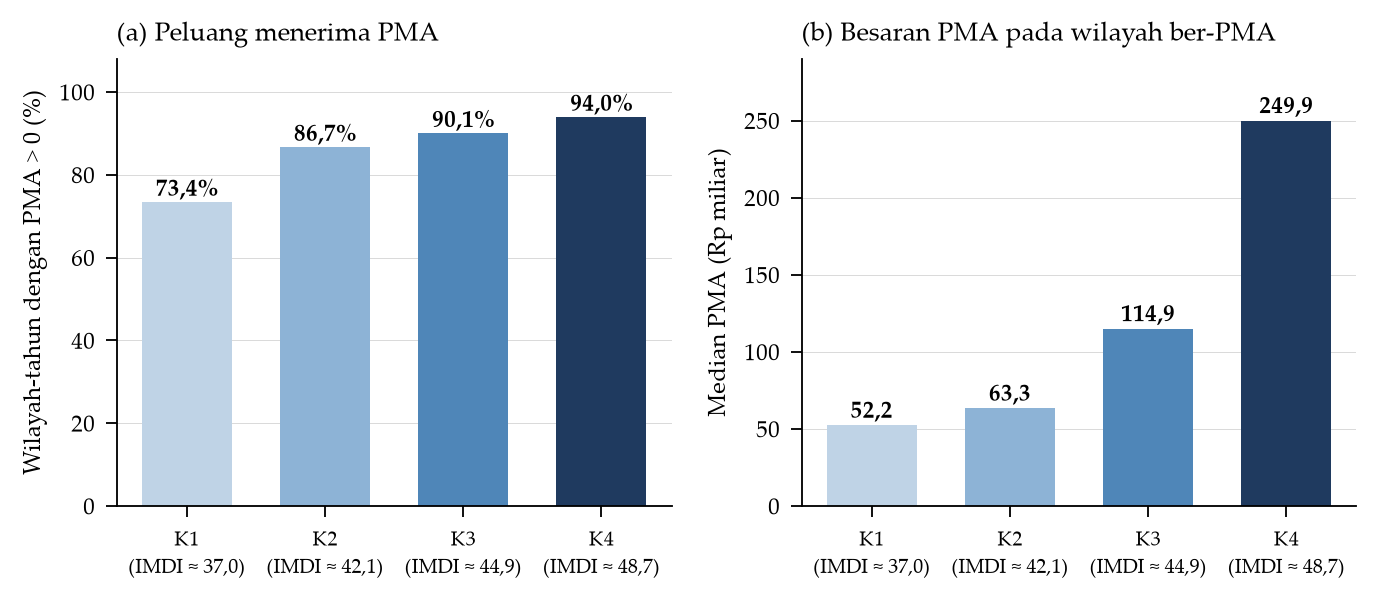 (a) Peluang menerima PMA
Wilayah-tahun dengan PMA > 0 (%)
100
80
60
40
20
0
73,4%
86,7%
90,1%
94,0%
K1
(IMDI ≈ 37,0)
K2
(IMDI ≈ 42,1)
K3
(IMDI ≈ 44,9)
K4
(IMDI ≈ 48,7)
(b) Besaran PMA pada wilayah ber-PMA
Median PMA (Rp miliar)
250
200
150
100
50
0
52,2
63,3
114,9
249,9
K1
(IMDI ≈ 37,0)
K2
(IMDI ≈ 42,1)
K3
(IMDI ≈ 44,9)
K4
(IMDI ≈ 48,7)